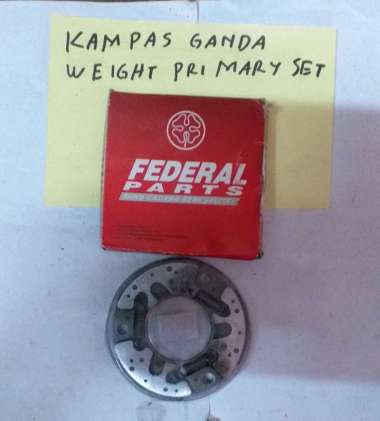 KAMPAS GANDA
WEIGHT PRIMARY SET
FEDERAL
PARTS